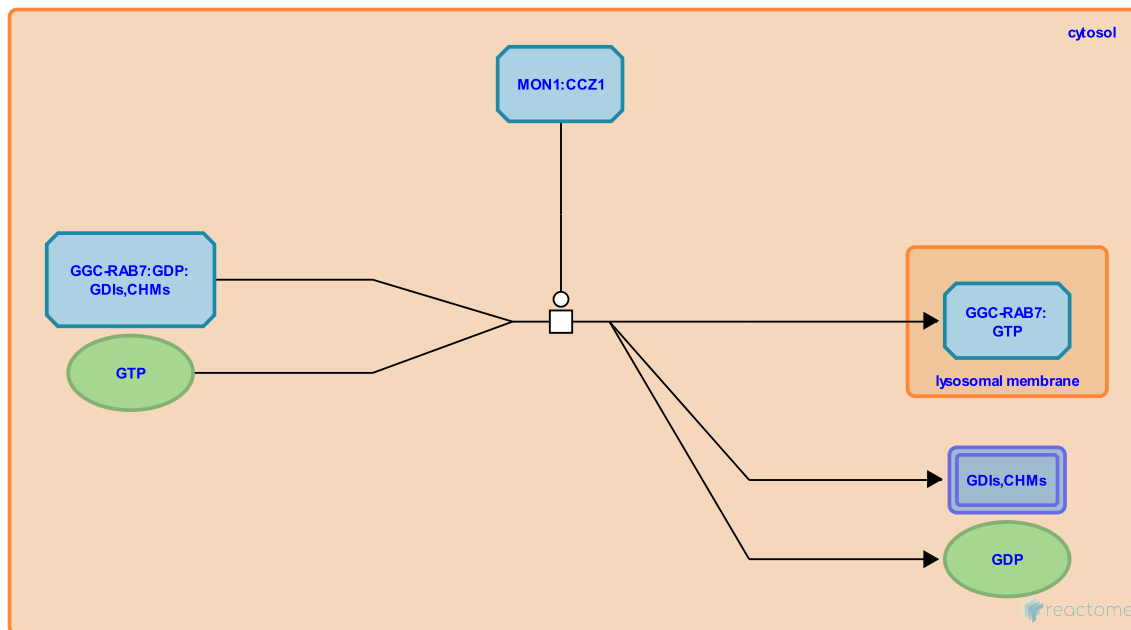 cytosol
MON1:CCZ1
GGC-RAB7:GDP:
GDIs,CHMs
GTP
GGC-RAB7:
GTP
lysosomal membrane
GDIs,CHMs
GDP
reactome